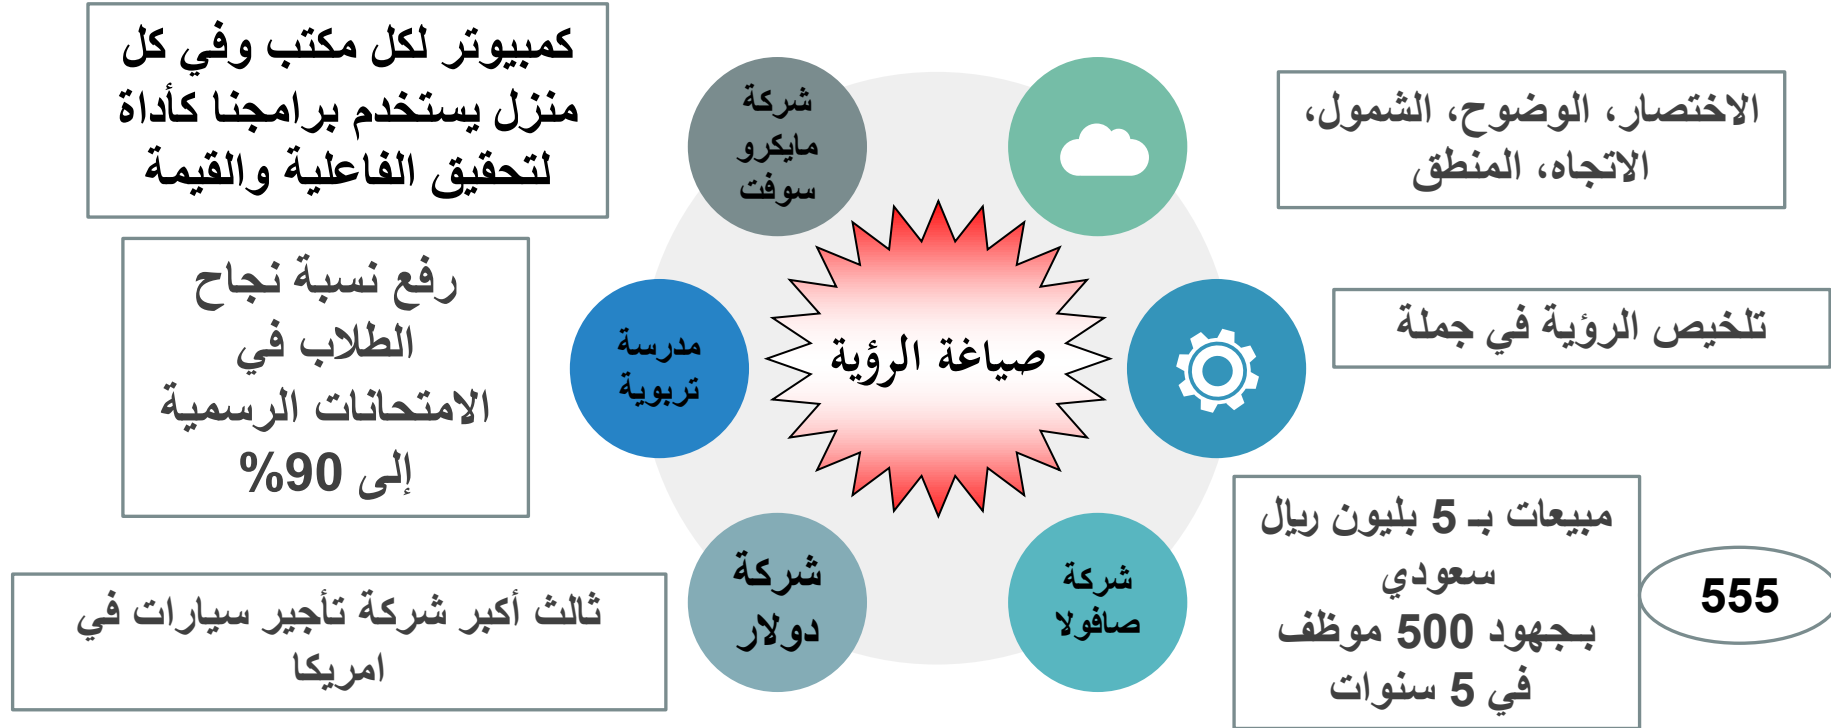 صياغة الرؤية
الاختصار، الوضوح، الشمول،
الاتجاه، المنطق
تلخيص الرؤية في جملة
شركة
صافولا
مبيعات بـ 5 بليون ريال
سعودي
بجهود 500 موظف
في 5 سنوات
555
شركة
دولار
ثالث أكبر شركة تأجير سيارات في
امريكا
مدرسة
تربوية
رفع نسبة نجاح
الطلاب في
الامتحانات الرسمية
إلى 90%
شركة
مايكرو
سوفت
كمبيوتر لكل مكتب وفي كل
منزل يستخدم برامجنا كأداة
لتحقيق الفاعلية والقيمة